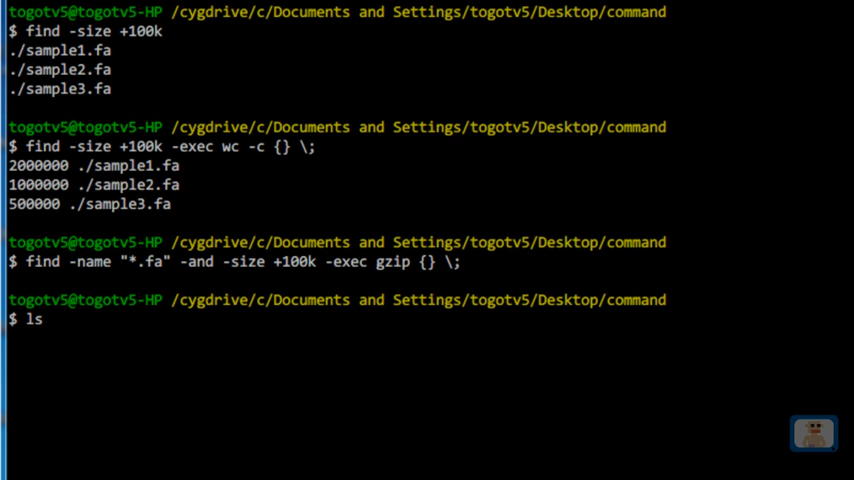 togotv5@togotv5-HP /cygdrive/c/Documents and Settings/togotv5/Desktop/command
$ find -size +100k
./sample1.fa
./sample2.fa
./sample3.fa
togotv5@togotv5-HP /cygdrive/c/Documents and Settings/togotv5/Desktop/command
$ find -size +100k -exec wc -c {} \;
2000000 ./sample1.fa
1000000 ./sample2.fa
500000 ./sample3.fa
togotv5@togotv5-HP /cygdrive/c/Documents and Settings/togotv5/Desktop/command
$ find -name "*.fa" -and -size +100k -exec gzip {} \;
togotv5@togotv5-HP /cygdrive/c/Documents and Settings/togotv5/Desktop/command
$ ls